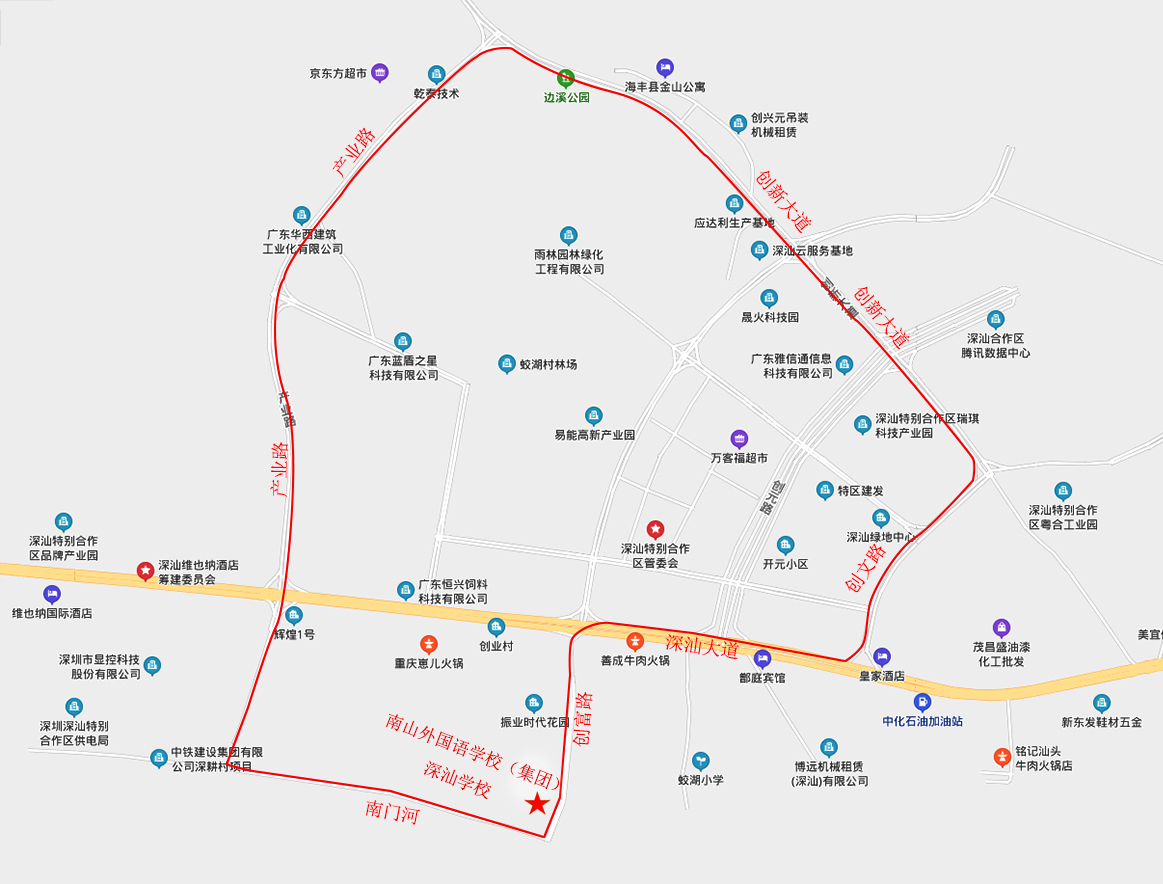 京东方超市
乾泰技术
边溪公园
海丰县金山公寓
创兴元吊装
机械租赁
产业路
创新大道
应达利生产基地
广东华西建筑
工业化有限公司
雨林园林绿化
工程有限公司
深汕云服务基地
晟火科技园
创新大道
深汕合作区
腾讯数据中心
广东蓝盾之星
科技有限公司
蛟湖村林场
广东雅信通信息
科技有限公司
易能高新产业园
深汕特别合作区瑞琪
科技产业园
万客福超市
产业路
创元路
特区建发
深汕特别合作
区粤合工业园
深汕特别合作
区品牌产业园
深汕特别合作
区管委会
深汕绿地中心
开元小区
创文路
深汕维也纳酒店
筹建委员会
维也纳国际酒店
广东恒兴饲料
科技有限公司
辉煌1号
重庆崽儿火锅
创业村
善成牛肉火锅
深汕大道
鄱庭宾馆
皇家酒店
茂昌盛油漆
化工批发
美宜
深圳市显控科技
股份有限公司
深圳深汕特别
合作区供电局
振业时代花园
创富路
中化石油加油站
新东发鞋材五金
中铁建设集团有限
公司深耕村项目
南山外国语学校（集团）
深汕学校
蛟湖小学
博远机械租赁
(深汕)有限公司
铭记汕头
牛肉火锅店
南门河